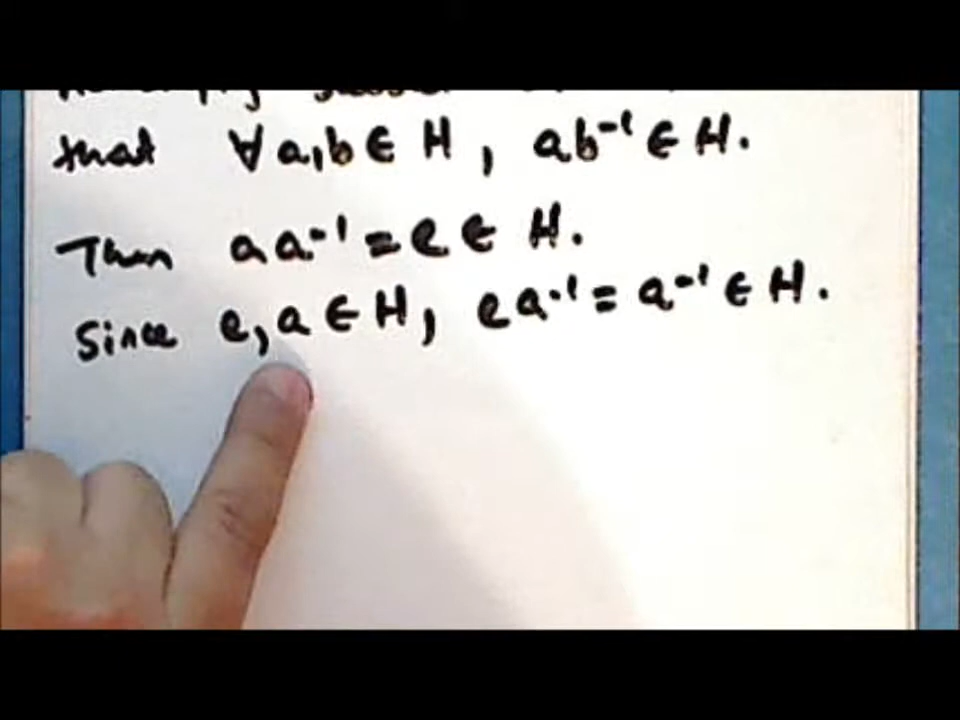 that ∀ a,b ∈ H, ab⁻¹ ∈ H.
Then aa⁻¹ = e ∈ H.
Since e, a ∈ H, ea⁻¹ = a⁻¹ ∈ H.